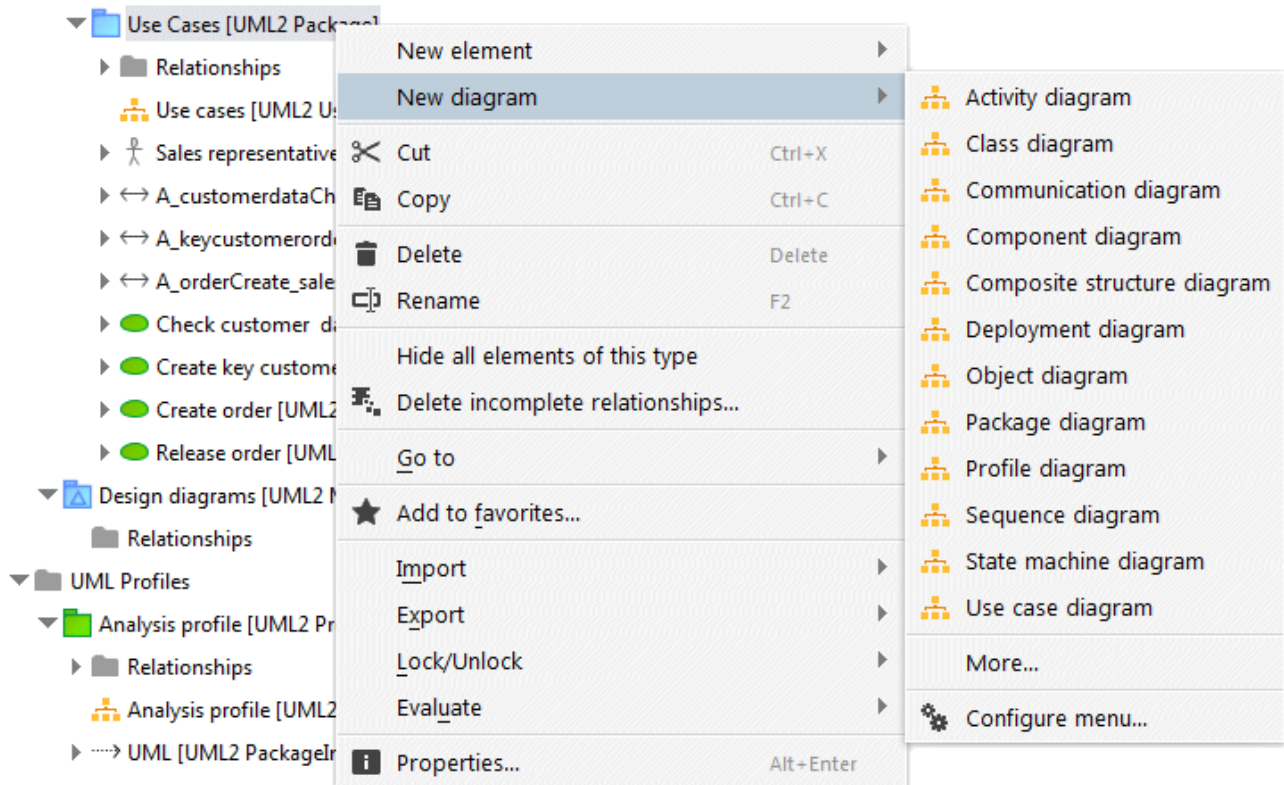 Use Cases [UML2 Package]
Relationships
Use cases [UML2 Us
Sales representative
A_customerdataCh
A_keycustomerorde
A_orderCreate_sale
Check customer da
Create key custome
Create order [UML2
Release order [UML
Design diagrams [UML2 M
Relationships
UML Profiles
Analysis profile [UML2 Pr
Relationships
Analysis profile [UML2
UML [UML2 PackageIr
New element
New diagram
Cut Ctrl+X
Copy Ctrl+C
Delete Delete
Rename F2
Hide all elements of this type
Delete incomplete relationships...
Go to
Add to favorites...
Import
Export
Lock/Unlock
Evaluate
Properties... Alt+Enter
Activity diagram
Class diagram
Communication diagram
Component diagram
Composite structure diagram
Deployment diagram
Object diagram
Package diagram
Profile diagram
Sequence diagram
State machine diagram
Use case diagram
More...
Configure menu...